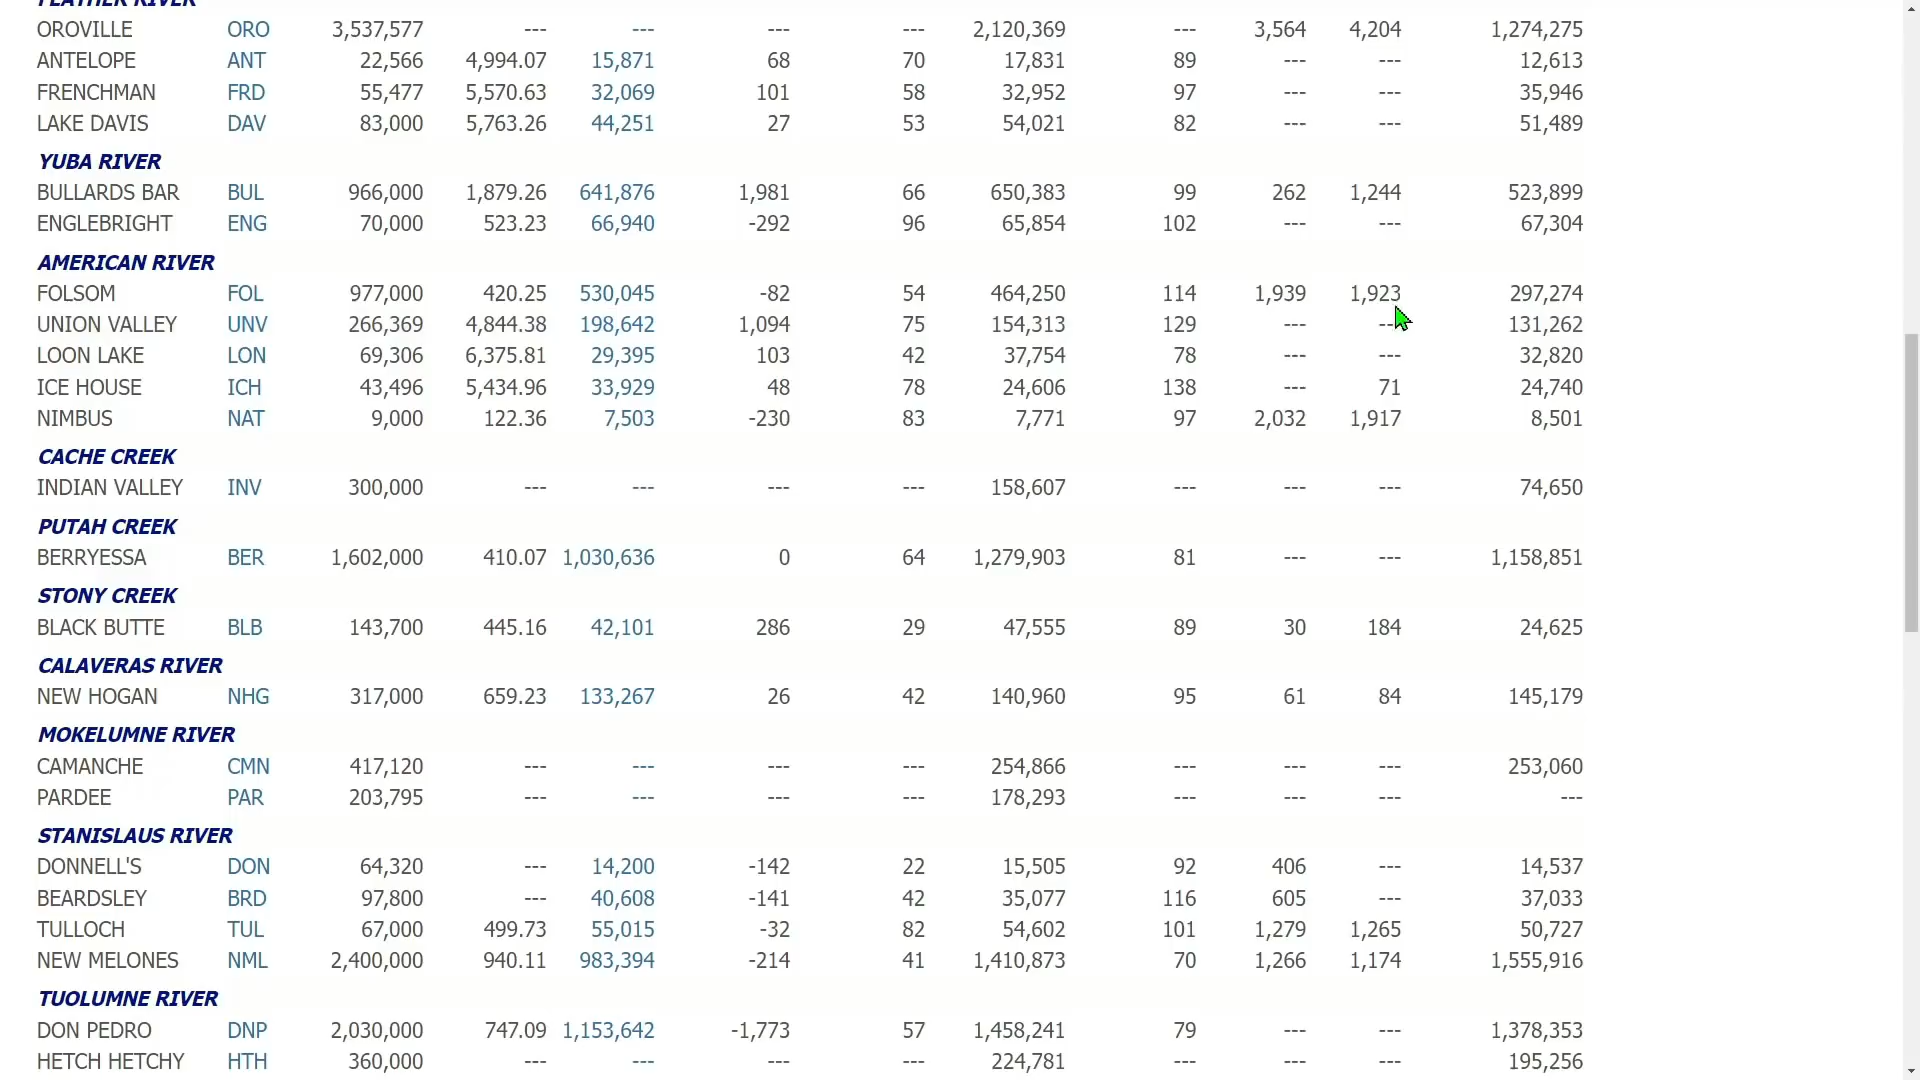 FEATHER RIVER
OROVILLE ORO 3,537,577 --- --- --- --- 2,120,369 --- 3,564 4,204 1,274,275
ANTELOPE ANT 22,566 4,994.07 15,871 68 70 17,831 89 --- --- 12,613
FRENCHMAN FRD 55,477 5,570.63 32,069 101 58 32,952 97 --- --- 35,946
LAKE DAVIS DAV 83,000 5,763.26 44,251 27 53 54,021 82 --- --- 51,489
YUBA RIVER
BULLARDS BAR BUL 966,000 1,879.26 641,876 1,981 66 650,383 99 262 1,244 523,899
ENGLEBRIGHT ENG 70,000 523.23 66,940 -292 96 65,854 102 --- --- 67,304
AMERICAN RIVER
FOLSOM FOL 977,000 420.25 530,045 -82 54 464,250 114 1,939 1,923 297,274
UNION VALLEY UNV 266,369 4,844.38 198,642 1,094 75 154,313 129 --- --- 131,262
LOON LAKE LON 69,306 6,375.81 29,395 103 42 37,754 78 --- --- 32,820
ICE HOUSE ICH 43,496 5,434.96 33,929 48 78 24,606 138 --- 71 24,740
NIMBUS NAT 9,000 122.36 7,503 -230 83 7,771 97 2,032 1,917 8,501
CACHE CREEK
INDIAN VALLEY INV 300,000 --- --- --- --- 158,607 --- --- --- 74,650
PUTAH CREEK
BERRYESSA BER 1,602,000 410.07 1,030,636 0 64 1,279,903 81 --- --- 1,158,851
STONY CREEK
BLACK BUTTE BLB 143,700 445.16 42,101 286 29 47,555 89 30 184 24,625
CALAVERAS RIVER
NEW HOGAN NHG 317,000 659.23 133,267 26 42 140,960 95 61 84 145,179
MOKELUMNE RIVER
CAMANCHE CMN 417,120 --- --- --- --- 254,866 --- --- --- 253,060
PARDEE PAR 203,795 --- --- --- --- 178,293 --- --- --- ---
STANISLAUS RIVER
DONNELL'S DON 64,320 --- 14,200 -142 22 15,505 92 406 --- 14,537
BEARDSLEY BRD 97,800 --- 40,608 -141 42 35,077 116 605 --- 37,033
TULLOCH TUL 67,000 499.73 55,015 -32 82 54,602 101 1,279 1,265 50,727
NEW MELONES NML 2,400,000 940.11 983,394 -214 41 1,410,873 70 1,266 1,174 1,555,916
TUOLUMNE RIVER
DON PEDRO DNP 2,030,000 747.09 1,153,642 -1,773 57 1,458,241 79 --- --- 1,378,353
HETCH HETCHY HTH 360,000 --- --- --- --- 224,781 --- --- --- 195,256